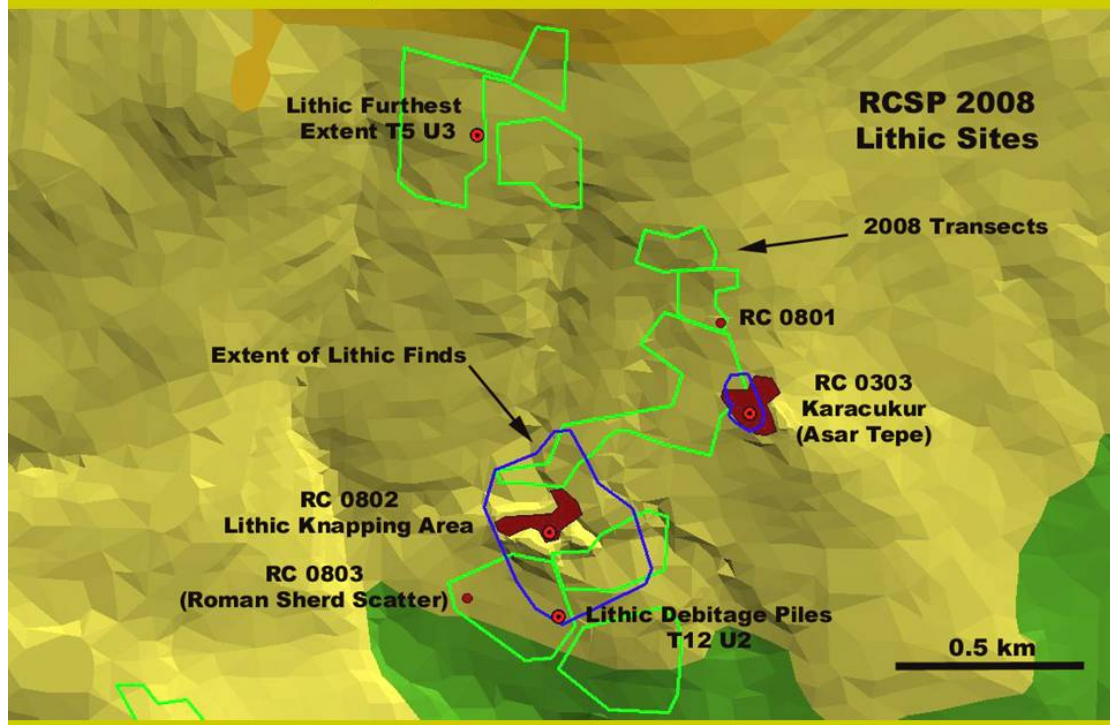 RCSP 2008
Lithic Sites
Lithic Furthest
Extent T5 U3
2008 Transects
RC 0801
Extent of Lithic Finds
RC 0303
Karacukur
(Asar Tepe)
RC 0802
Lithic Knapping Area
RC 0803
(Roman Sherd Scatter)
Lithic Debitage Piles
T12 U2
0.5 km